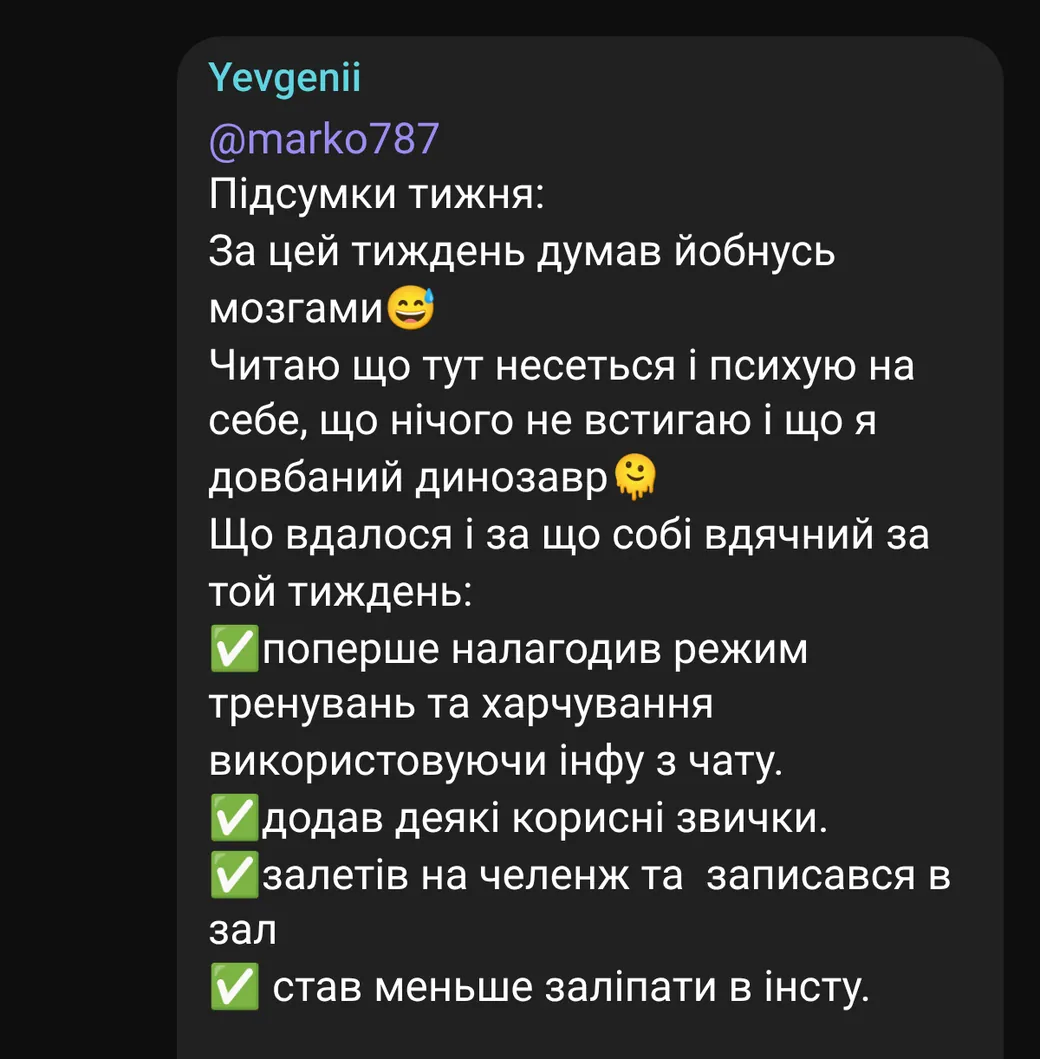 Yevgenii
@marko787
Підсумки тижня:
За цей тиждень думав йобнусь
мозгами😅
Читаю що тут несеться і психую на
себе, що нічого не встигаю і що я
довбаний динозавр🫠
Що вдалося і за що собі вдячний за
той тиждень:
✅поперше налагодив режим
тренувань та харчування
використовуючи інфу з чату.
✅додав деякі корисні звички.
✅залетів на челенж та  записався в
зал
✅ став меньше заліпати в інсту.